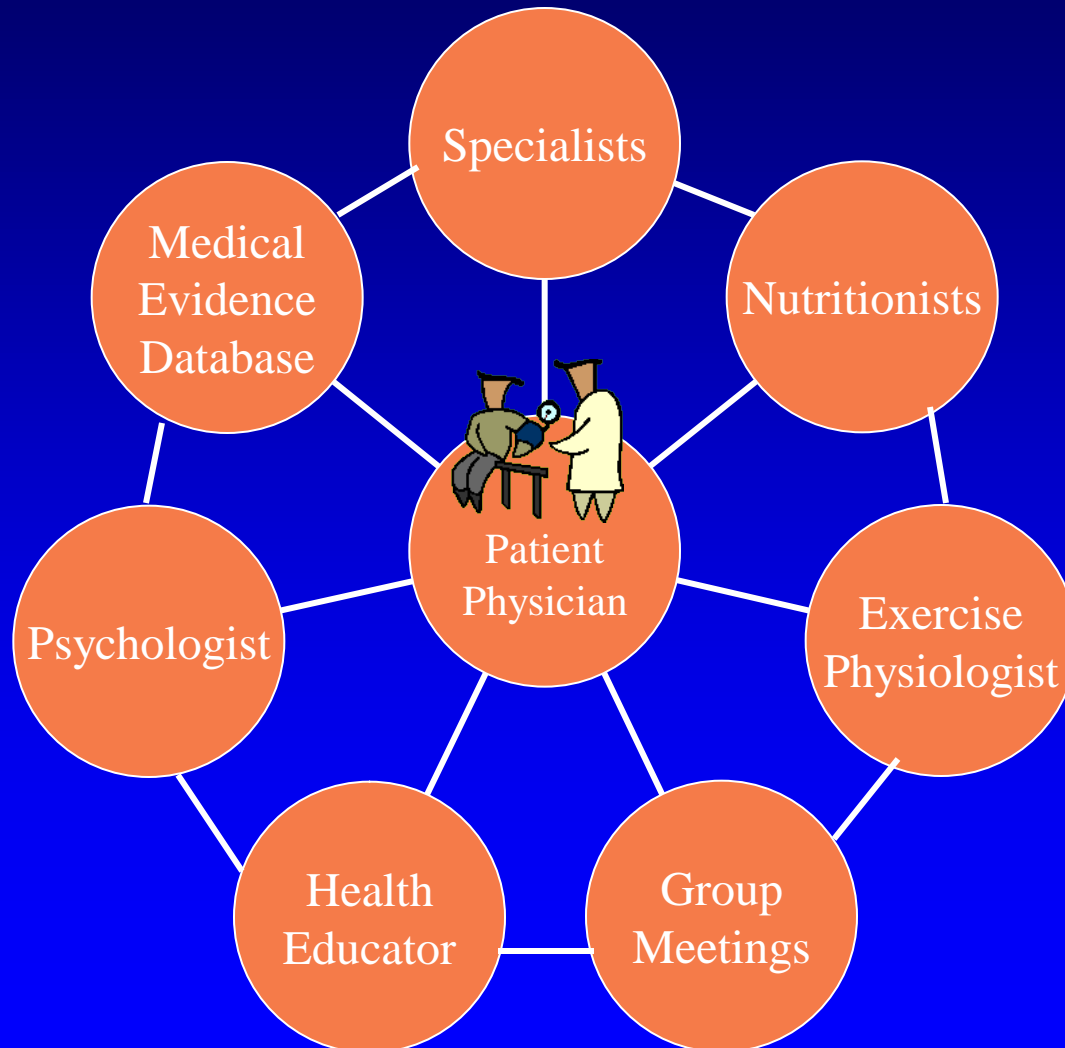 Specialists
Medical
Evidence
Database
Nutritionists
Patient
Physician
Psychologist
Exercise
Physiologist
Health
Educator
Group
Meetings